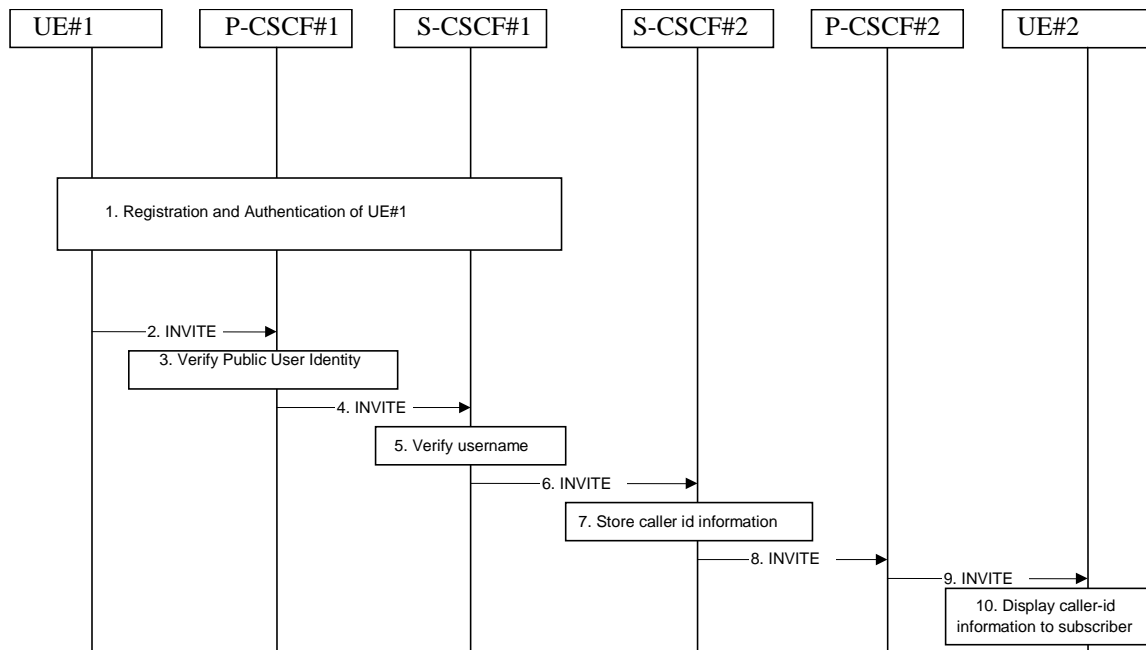 UE#1
P-CSCF#1
S-CSCF#1
S-CSCF#2
P-CSCF#2
UE#2
1. Registration and Authentication of UE#1
2. INVITE
3. Verify Public User Identity
4. INVITE
5. Verify username
6. INVITE
7. Store caller id information
8. INVITE
9. INVITE
10. Display caller-id
information to subscriber